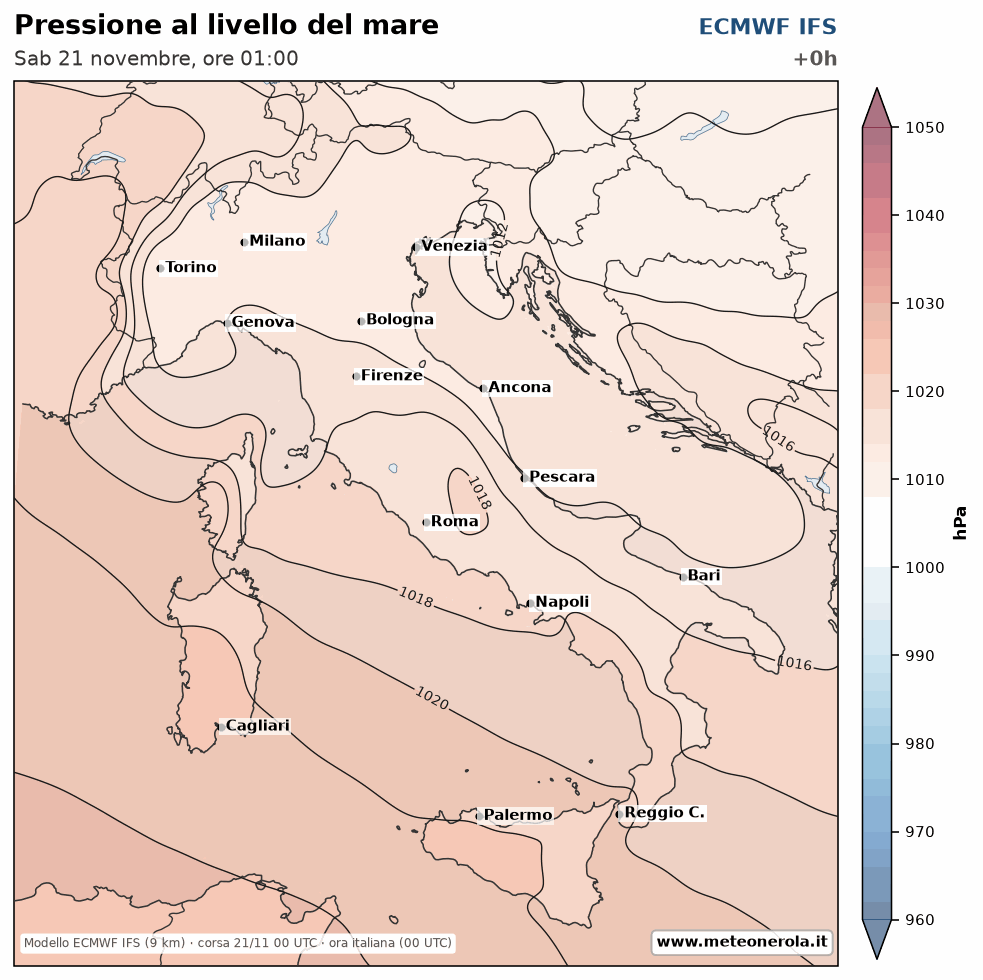 Pressione al livello del mare
ECMWF IFS
Sab 21 novembre, ore 01:00
+0h
Milano
Venezia
1012
Torino
Genova
Bologna
Firenze
Ancona
1016
Pescara
1018
Roma
Bari
1018
Napoli
1016
1020
Cagliari
Palermo
Reggio C.
Modello ECMWF IFS (9 km) · corsa 21/11 00 UTC · ora italiana (00 UTC)
www.meteonerola.it
1050
1040
1030
1020
1010
1000
990
980
970
960
hPa